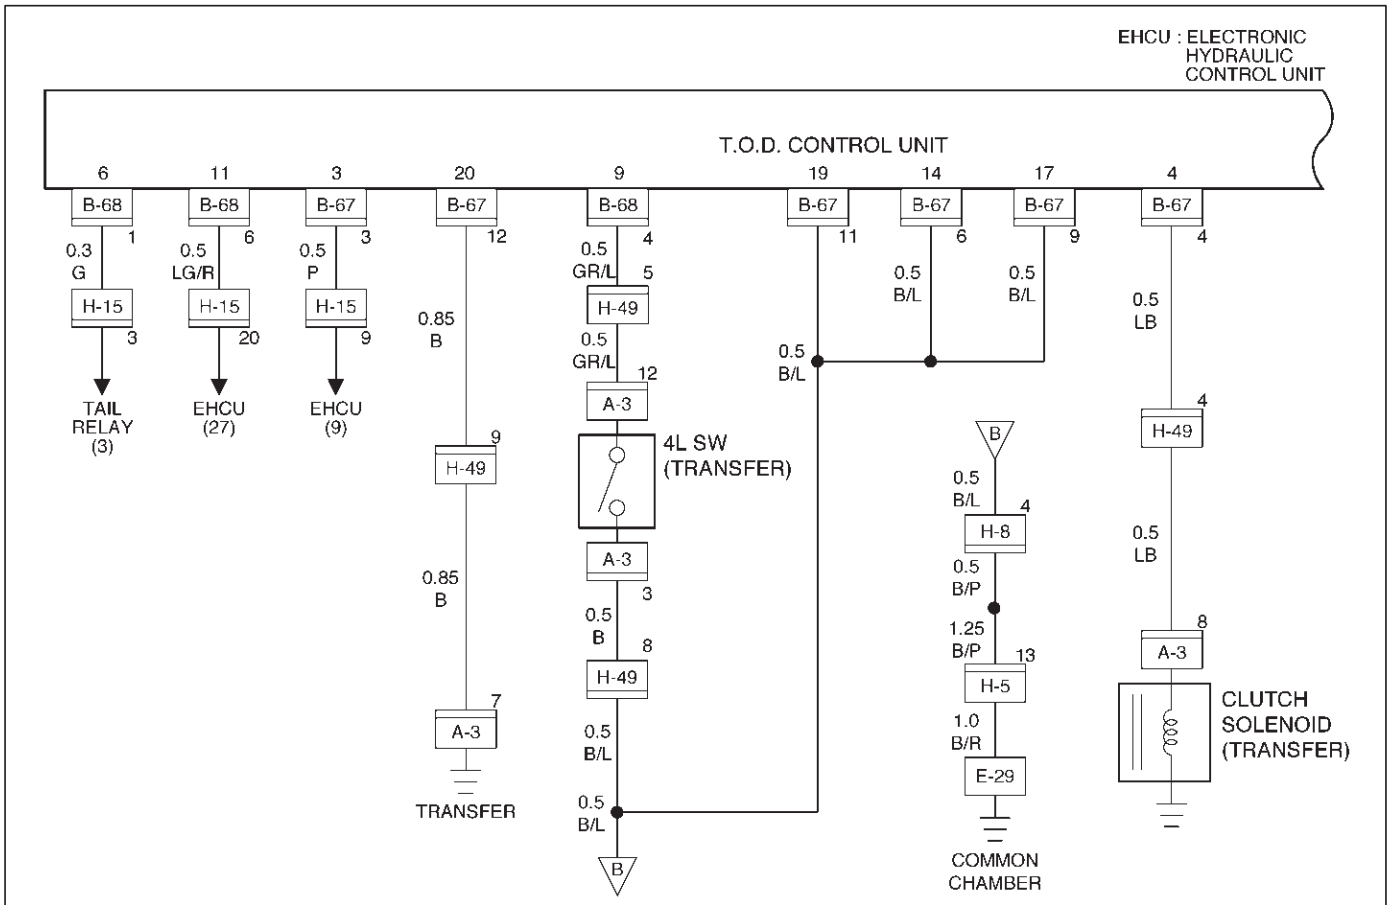 EHCU : ELECTRONIC
HYDRAULIC
CONTROL UNIT
T.O.D. CONTROL UNIT
6 11 3 20 9 19 14 17 4
B-68 B-68 B-67 B-67 B-68 B-67 B-67 B-67 B-67
1 6 3 12 4 11 6 9 4
0.3
G
0.5
LG/R
0.5
P
0.5
GR/L
5
0.5
B/L
0.5
B/L
H-15 H-15 H-15 H-49
3 20 9
0.85
B
0.5
LB
0.5
GR/L
0.5
B/L
12
A-3
TAIL
RELAY
(3)
EHCU
(27)
EHCU
(9)
4L SW
(TRANSFER)
9
H-49
B
4
H-49
0.5
B/L
4
H-8
0.5
LB
A-3
3
0.85
B
0.5
B/P
0.5
B
1.25
B/P
8
H-49
13
H-5
8
A-3
7
A-3
TRANSFER
0.5
B/L
1.0
B/R
CLUTCH
SOLENOID
(TRANSFER)
E-29
0.5
B/L
B
COMMON
CHAMBER